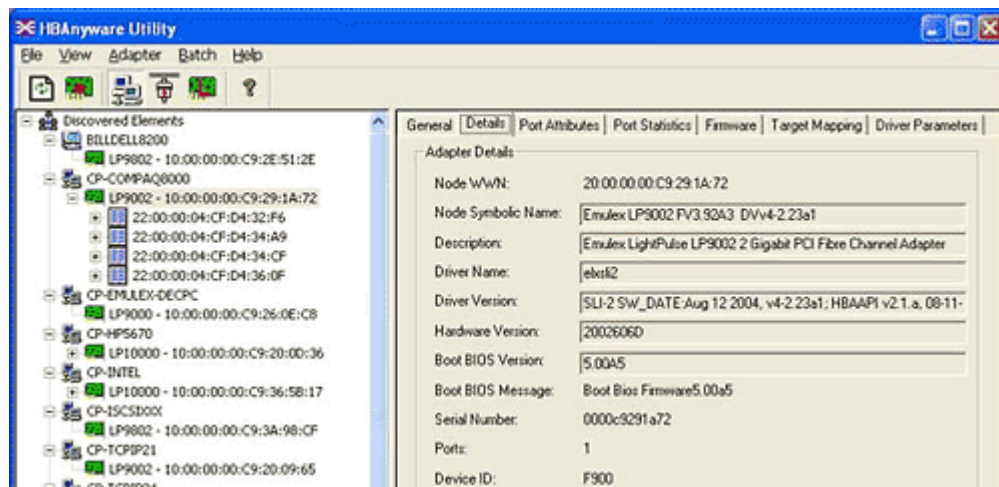 HBAnyware Utility
File View Adapter Batch Help
Discovered Elements
BILLDELL8200
LP9802 - 10:00:00:00:C9:2E:51:2E
CP-COMPAQ8000
LP9002 - 10:00:00:00:C9:29:1A:72
22:00:00:04:CF:D4:32:F6
22:00:00:04:CF:D4:34:A9
22:00:00:04:CF:D4:34:CF
22:00:00:04:CF:D4:36:0F
CP-EMULEX-DECPC
LP9000 - 10:00:00:00:C9:26:0E:C8
CP-HP5670
LP10000 - 10:00:00:00:C9:20:0D:36
CP-INTEL
LP10000 - 10:00:00:00:C9:36:5B:17
CP-ISCSIXXX
LP9802 - 10:00:00:00:C9:3A:98:CF
CP-TCPIP21
LP9002 - 10:00:00:00:C9:20:09:65
General Details Port Attributes Port Statistics Firmware Target Mapping Driver Parameters
Adapter Details
Node WWN: 20:00:00:00:C9:29:1A:72
Node Symbolic Name: Emulex LP9002 FV3.92A3 DVv4-2.23a1
Description: Emulex LightPulse LP9002 2 Gigabit PCI Fibre Channel Adapter
Driver Name: elxsli2
Driver Version: SLI-2 SW_DATE:Aug 12 2004, v4-2.23a1; HBAAPI v2.1.a, 08-11-
Hardware Version: 2002606D
Boot BIOS Version: 5.00A5
Boot BIOS Message: Boot Bios Firmware5.00a5
Serial Number: 0000c9291a72
Ports: 1
Device ID: F900